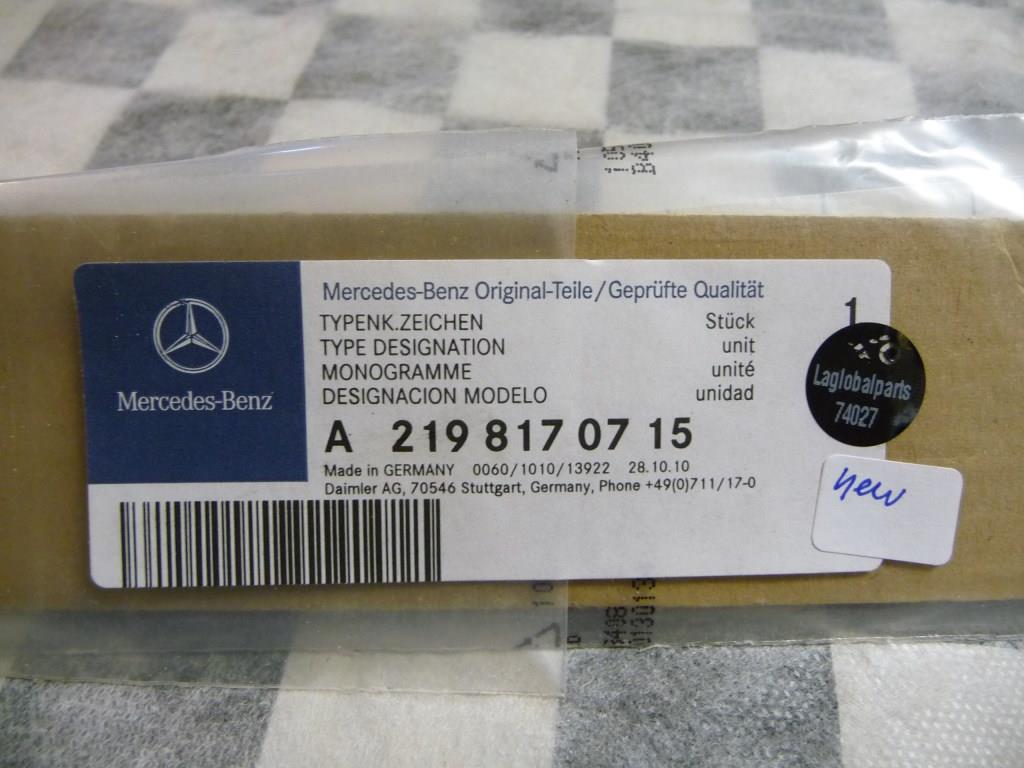 Mercedes-Benz
Mercedes-Benz Original-Teile/Geprüfte Qualität
TYPENK.ZEICHEN Stück 1
TYPE DESIGNATION unit
MONOGRAMME unité
DESIGNACION MODELO unidad
A 219 817 07 15
Made in GERMANY 0060/1010/13922 28.10.10
Daimler AG, 70546 Stuttgart, Germany, Phone +49(0)711/17-0
Laglobalparts
74027
new